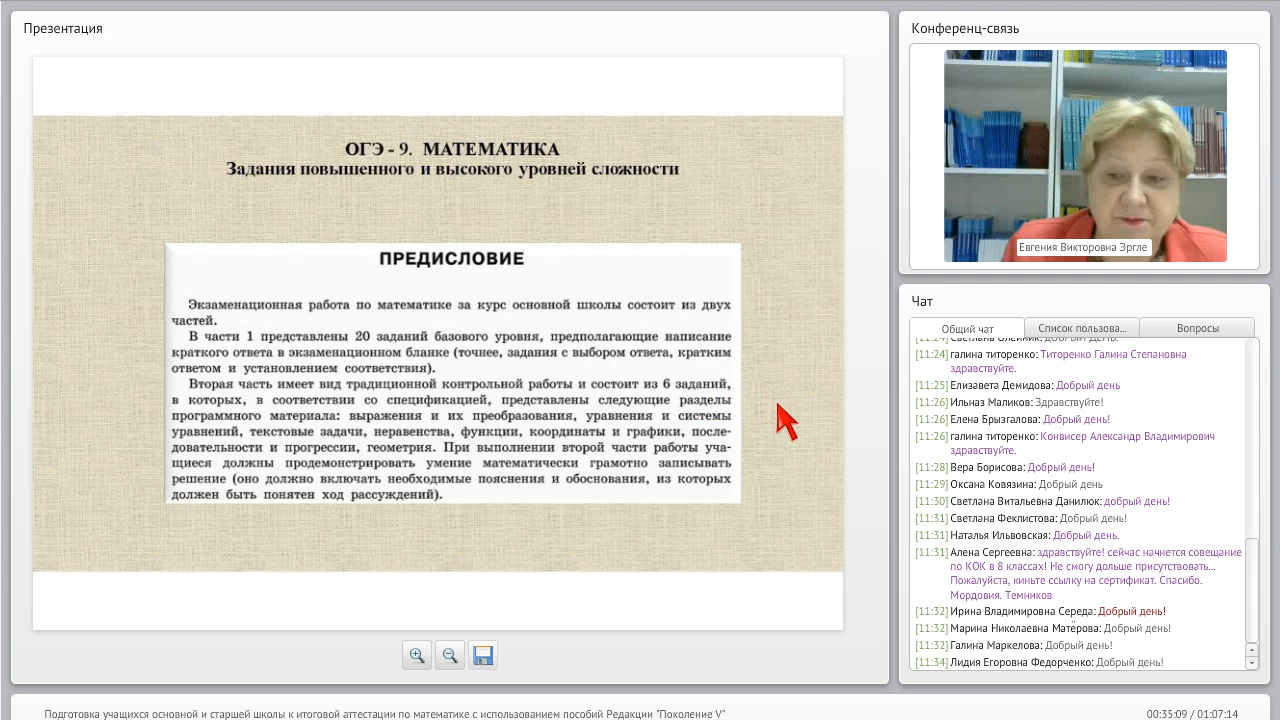 Презентация
ОГЭ - 9. МАТЕМАТИКА
Задания повышенного и высокого уровней сложности
ПРЕДИСЛОВИЕ
Экзаменационная работа по математике за курс основной школы состоит из двух
частей.
В части 1 представлены 20 заданий базового уровня, предполагающие написание
краткого ответа в экзаменационном бланке (точнее, задания с выбором ответа, кратким
ответом и установлением соответствия).
Вторая часть имеет вид традиционной контрольной работы и состоит из 6 заданий,
в которых, в соответствии со спецификацией, представлены следующие разделы
программного материала: выражения и их преобразования, уравнения и системы
уравнений, текстовые задачи, неравенства, функции, координаты и графики, после-
довательности и прогрессии, геометрия. При выполнении второй части работы уча-
щиеся должны продемонстрировать умение математически грамотно записывать
решение (оно должно включать необходимые пояснения и обоснования, из которых
должен быть понятен ход рассуждений).
Конференц-связь
Евгения Викторовна Эргле
Чат
Общий чат
Список пользова...
Вопросы
[11:24] Светлана Олейник: ДОБРЫЙ ДЕНЬ.
[11:24] галина титоренко: Титоренко Галина Степановна
здравствуйте.
[11:25] Елизавета Демидова: Добрый день
[11:26] Ильназ Маликов: Здравствуйте!
[11:26] Елена Брызгалова: Добрый день!
[11:26] галина титоренко: Конвисер Александр Владимирович
здравствуйте.
[11:28] Вера Борисова: Добрый день!
[11:29] Оксана Ковязина: Добрый день
[11:30] Светлана Витальевна Данилюк: добрый день!
[11:31] Светлана Феклистова: Добрый день!
[11:31] Наталья Ильвовская: Добрый день.
[11:31] Алена Сергеевна: здравствуйте! сейчас начнется совещание
по КОК в 8 классах! Не смогу дольше присутствовать...
Пожалуйста, киньте ссылку на сертификат. Спасибо.
Мордовия. Темников
[11:32] Ирина Владимировна Середа: Добрый день!
[11:32] Марина Николаевна Матёрова: Добрый день!
[11:32] Галина Маркелова: Добрый день!
[11:34] Лидия Егоровна Федорченко: Добрый день!
Подготовка учащихся основной и старшей школы к итоговой аттестации по математике с использованием пособий Редакции "Поколение V"
00:35:09 / 01:07:14